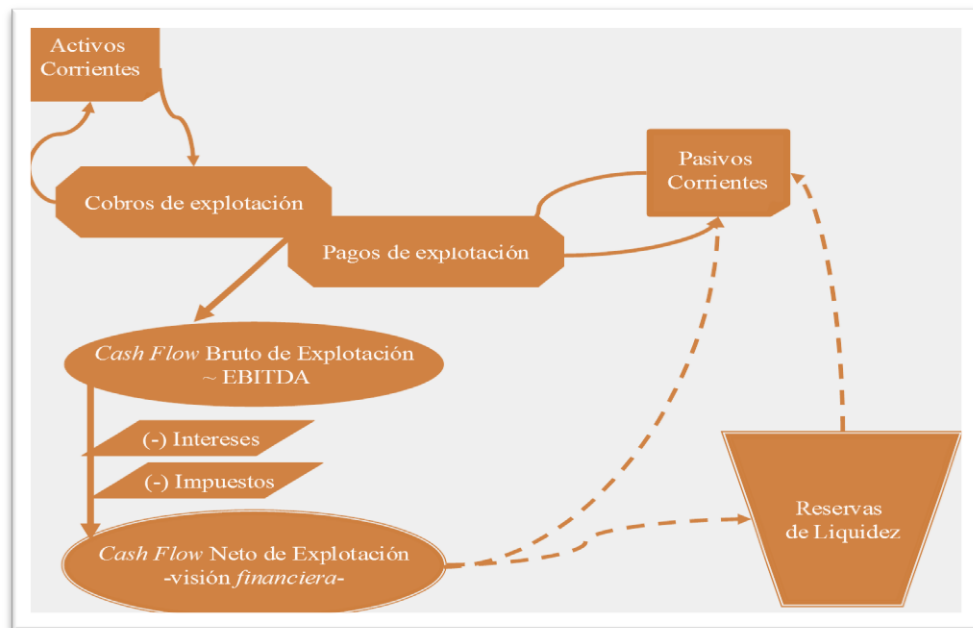 Activos
Corrientes
Cobros de explotación
Pasivos
Corrientes
Pagos de explotación
Cash Flow Bruto de Explotación
~ EBITDA
(-) Intereses
(-) Impuestos
Cash Flow Neto de Explotación
-visión financiera-
Reservas
de Liquidez